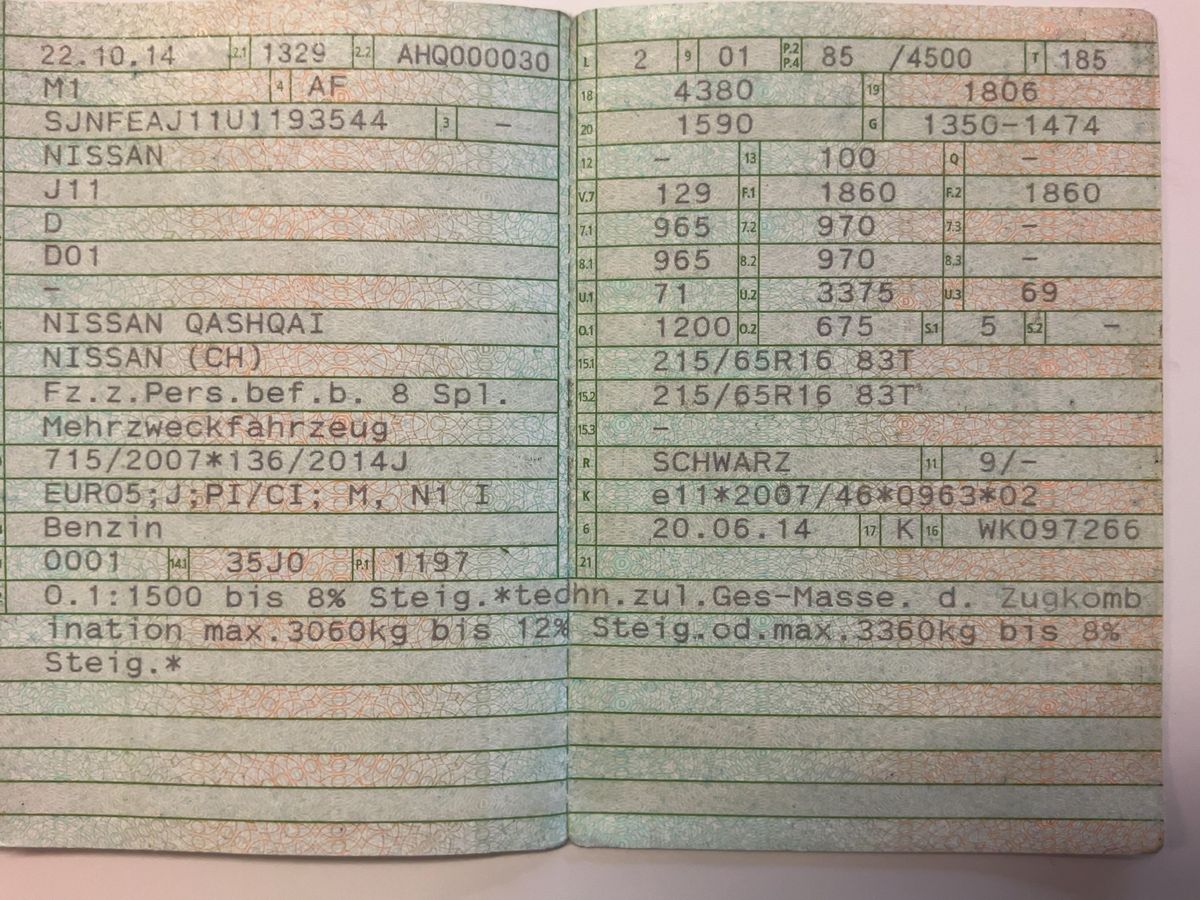 22.10.14 2.1 1329 2.2 AHQ000030
M1 4 AF
SJNFEAJ11U1193544 3 –
NISSAN
J11
D
D01
–
NISSAN QASHQAI
NISSAN (CH)
Fz.z.Pers.bef.b. 8 Spl.
Mehrzweckfahrzeug
715/2007*136/2014J
EURO5;J;PI/CI; M, N1 I
Benzin
0001 14.1 35J0 P.1 1197
L 2 9 01 P.2 P.4 85 /4500 T 185
18 4380 19 1806
20 1590 G 1350–1474
12 – 13 100 Q –
V.7 129 F.1 1860 F.2 1860
7.1 965 7.2 970 7.3 –
8.1 965 8.2 970 8.3 –
U.1 71 U.2 3375 U.3 69
O.1 1200 O.2 675 S.1 5 S.2 –
15.1 215/65R16 83T
15.2 215/65R16 83T
15.3 –
R SCHWARZ 11 9/–
K e11*2007/46*0963*02
6 20.06.14 17 K 16 WK097266
21
O.1:1500 bis 8% Steig.*techn.zul.Ges–Masse. d. Zugkomb
ination max.3060kg bis 12% Steig.od.max.3360kg bis 8%
Steig.*